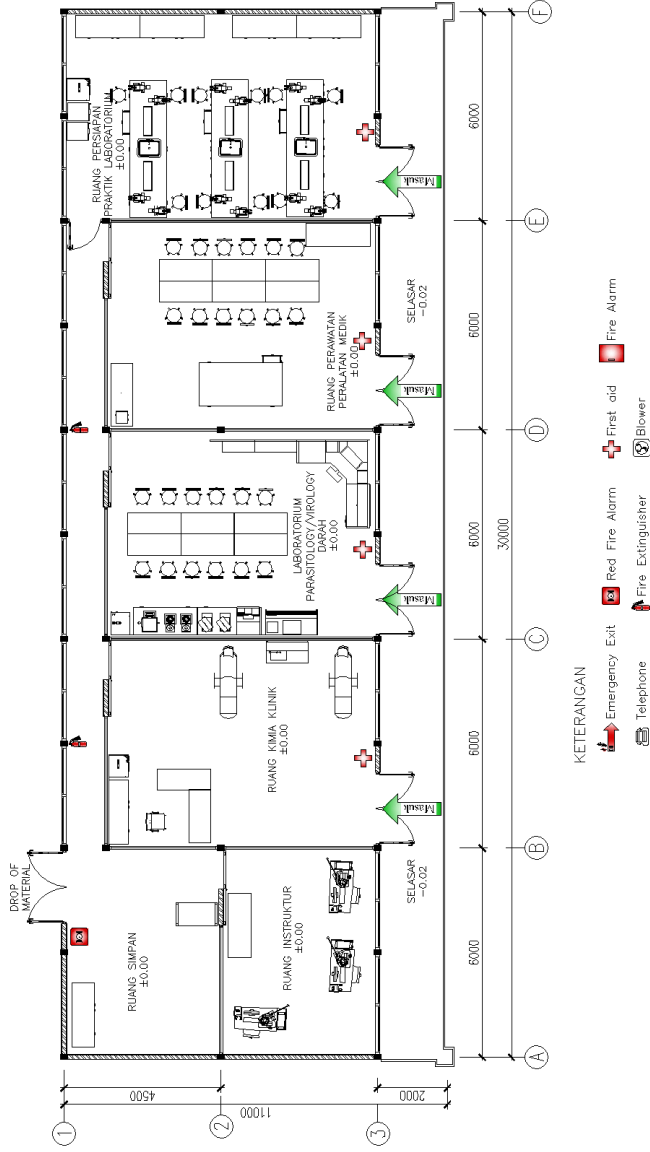 DROP OF
MATERIAL
RUANG SIMPAN
±0.00
RUANG INSTRUKTUR
±0.00
RUANG KIMIA KLINIK
±0.00
LABORATORIUM
PARASITOLOGY/VIROLOGY
DARAH
±0.00
RUANG PERAWATAN
PERALATAN MEDIK
±0.00
RUANG PERSIAPAN
PRAKTIK LABORATORIUM
±0.00
Masuk
Masuk
Masuk
Masuk
SELASAR
-0.02
SELASAR
-0.02
1
2
3
4500
11000
2000
6000
6000
6000
6000
6000
30000
A
B
C
D
E
F
KETERANGAN
Emergency Exit
Red Fire Alarm
First aid
Fire Alarm
Telephone
Fire Extinguisher
Blower